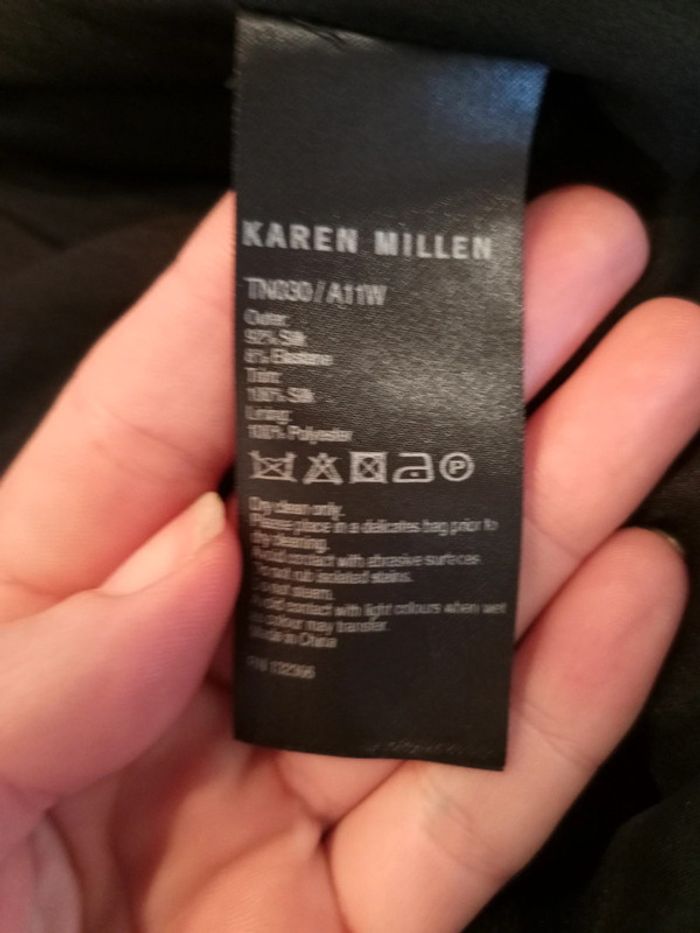 KAREN MILLEN
TN030/A11W
Outer:
92% Silk
8% Elastane
Trim:
100% Silk
Lining:
100% Polyester
P
Dry clean only.
Please place in a delicates bag prior to
dry cleaning.
Avoid contact with abrasive surfaces
Do not rub isolated stains.
Do not steam.
Avoid contact with light colours when wet
as colour may transfer.
Made in China
RN